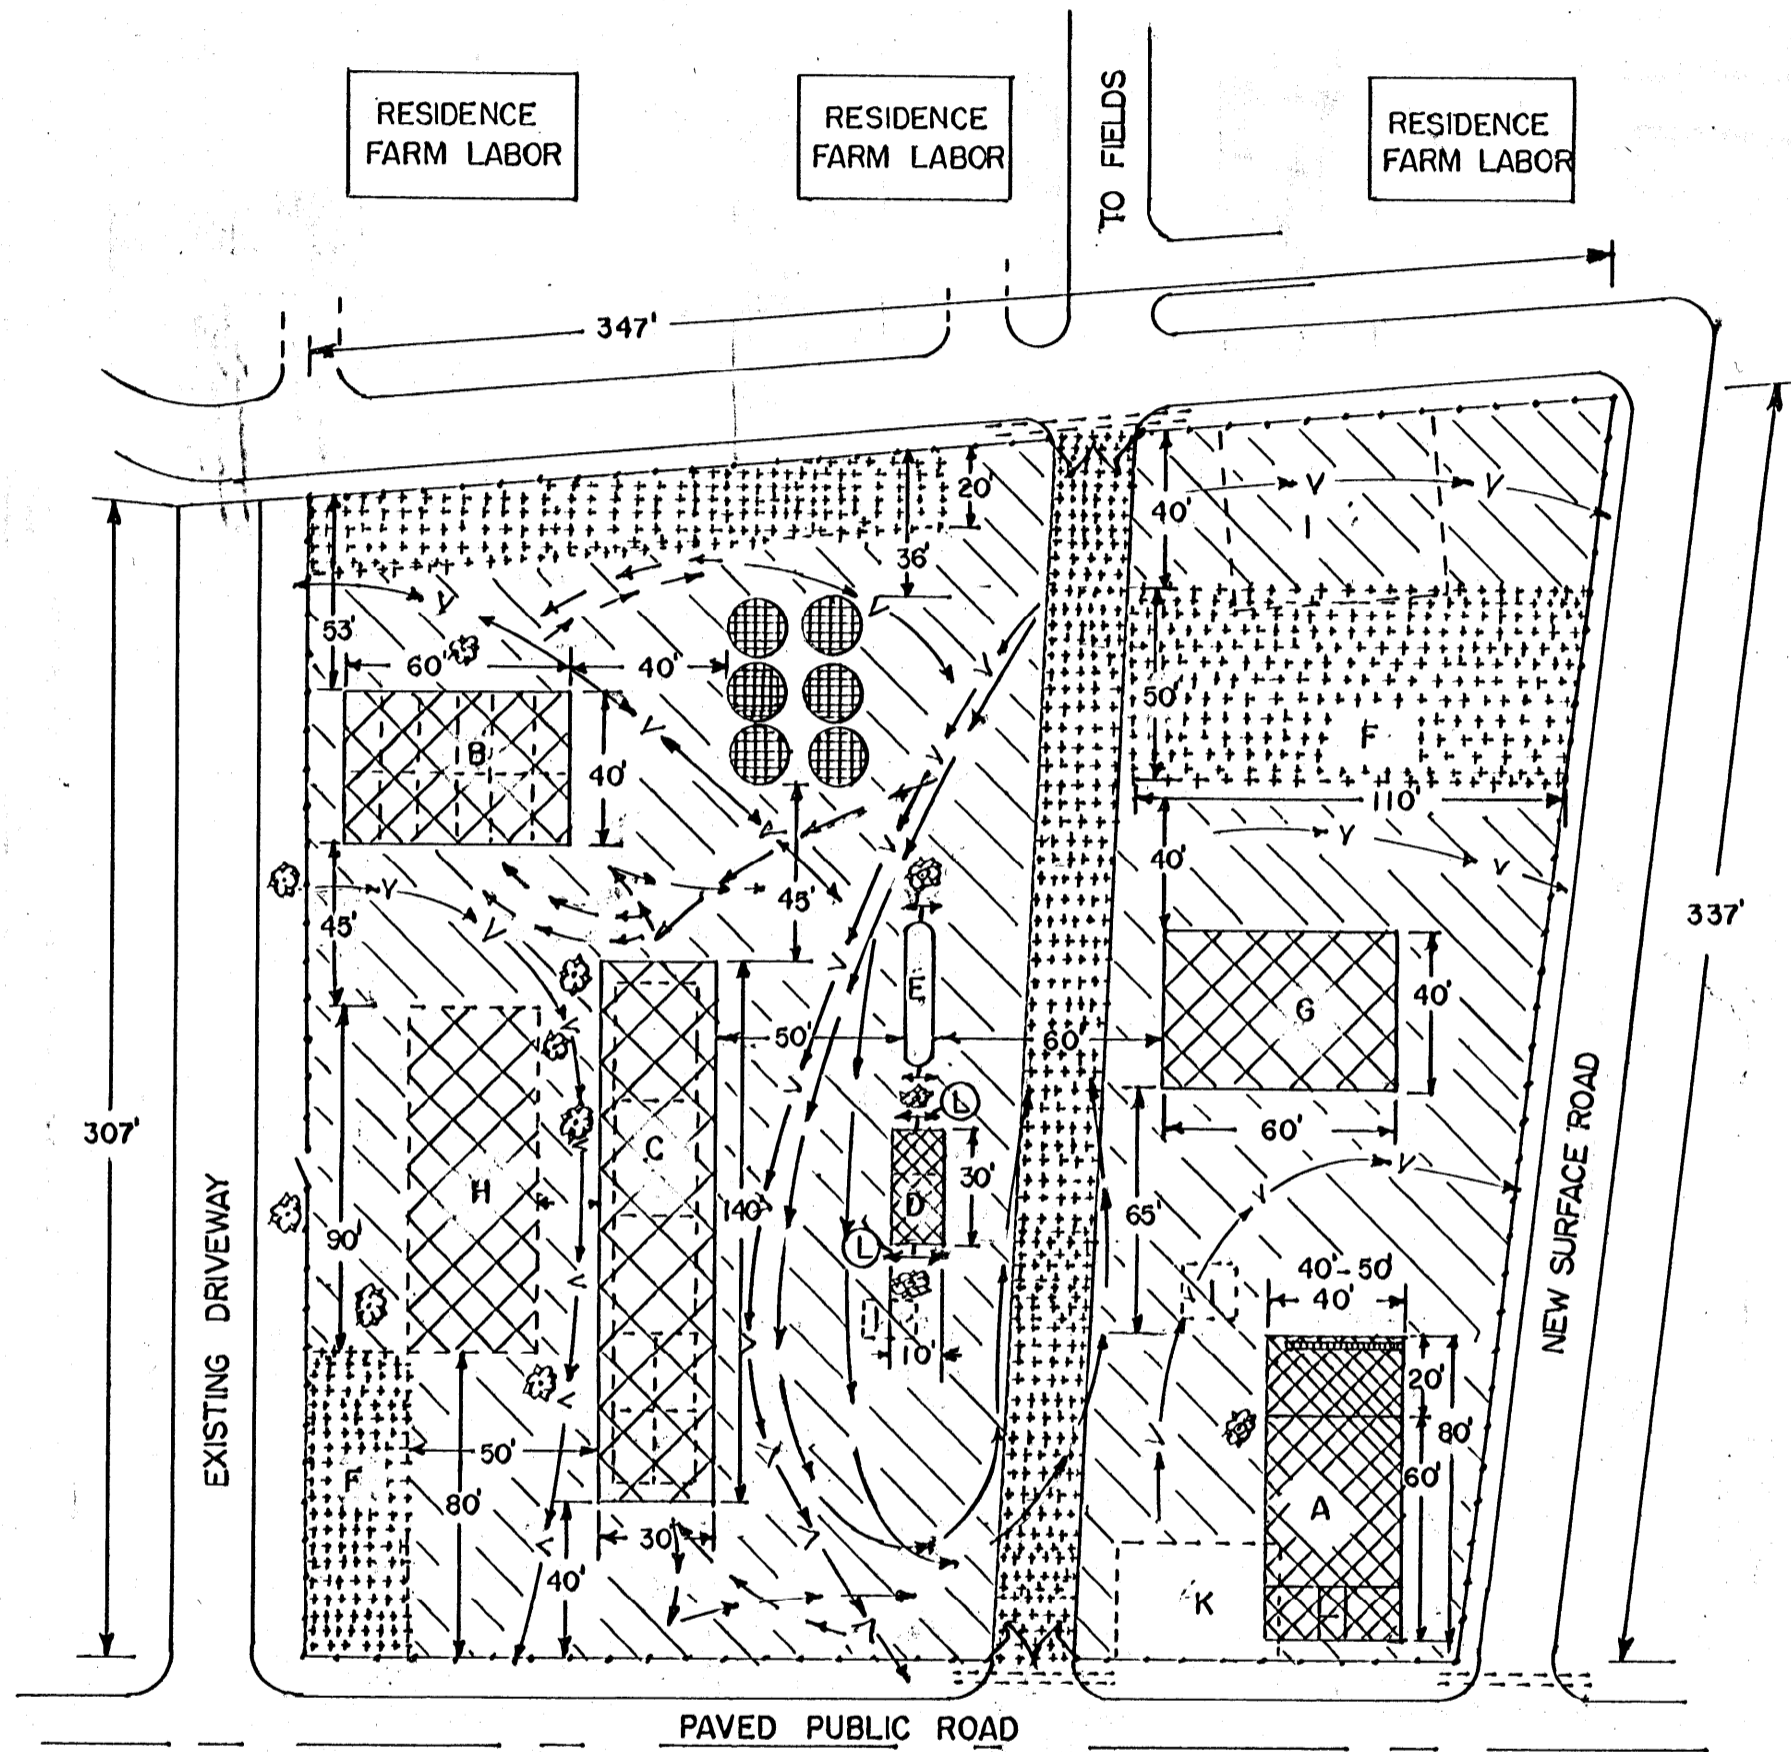 RESIDENCE
FARM LABOR
RESIDENCE
FARM LABOR
TO FIELDS
RESIDENCE
FARM LABOR
347'
20'
36'
40'
I
53'
60'
40'
50'
F
B
40'
110'
40'
45'
45'
337'
E
G
40'
50'
60'
307'
C
L
60'
H
140'
30'
D
65'
90'
L
I
40'-50'
40'
J
10'
20'
80'
EXISTING DRIVEWAY
NEW SURFACE ROAD
F
50'
80'
60'
A
30'
40'
K
PAVED PUBLIC ROAD